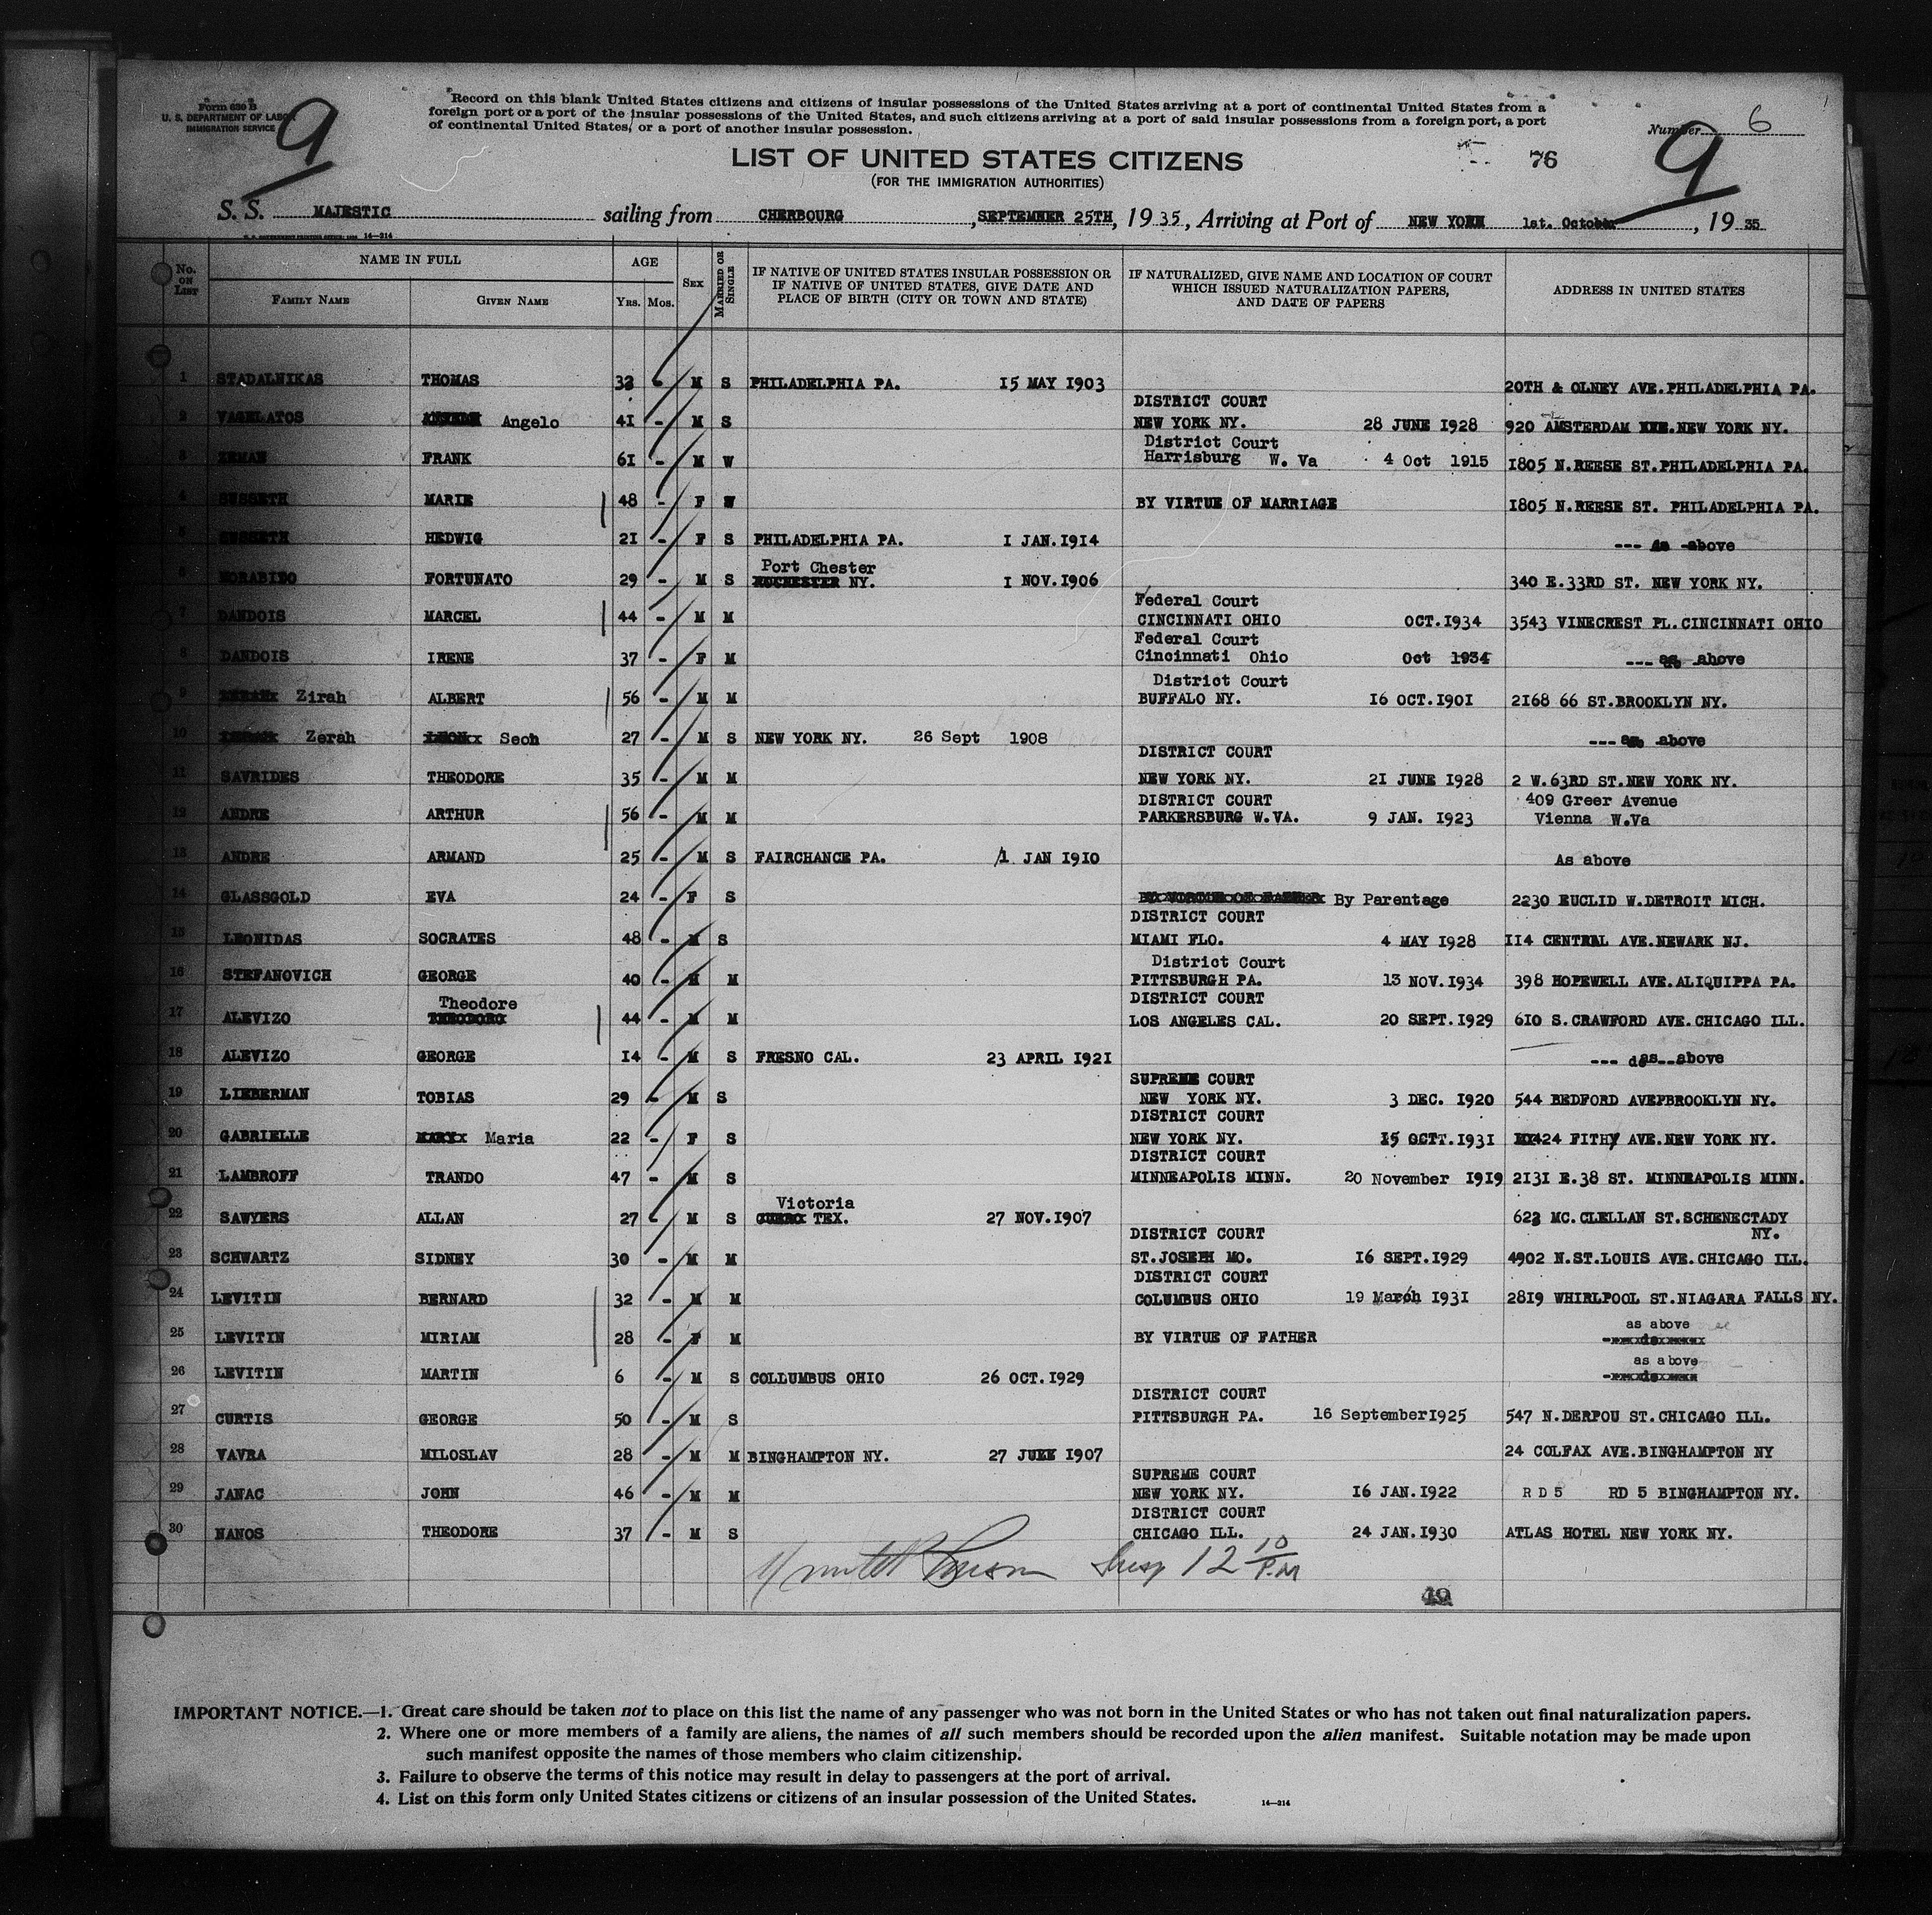 Form 630 B
U. S. DEPARTMENT OF LABOR
IMMIGRATION SERVICE
9
Record on this blank United States citizens and citizens of insular possessions of the United States arriving at a port of continental United States from a
foreign port or a port of the insular possessions of the United States, and such citizens arriving at a port of said insular possessions from a foreign port, a port
of continental United States, or a port of another insular possession.
Number 6
LIST OF UNITED STATES CITIZENS
(FOR THE IMMIGRATION AUTHORITIES)
76
9
S. S. MAJESTIC sailing from CHERBOURG, SEPTEMBER 25TH, 1935, Arriving at Port of NEW YORK 1st. October, 1935
14—214
No. ON LIST
NAME IN FULL
FAMILY NAME GIVEN NAME
AGE
YRS. MOS.
SEX
MARRIED OR SINGLE
IF NATIVE OF UNITED STATES INSULAR POSSESSION OR
IF NATIVE OF UNITED STATES, GIVE DATE AND
PLACE OF BIRTH (CITY OR TOWN AND STATE)
IF NATURALIZED, GIVE NAME AND LOCATION OF COURT
WHICH ISSUED NATURALIZATION PAPERS,
AND DATE OF PAPERS
ADDRESS IN UNITED STATES
1 STADALNIKAS THOMAS 32 - M S PHILADELPHIA PA. 15 MAY 1903 20TH & OLNEY AVE.PHILADELPHIA PA.
DISTRICT COURT
2 VAGELATOS Angelo 41 - M S NEW YORK NY. 28 JUNE 1928 920 AMSTERDAM NEW YORK NY.
District Court
3 ZEMAN FRANK 61 - M W Harrisburg W. Va 4 Oct 1915 1805 N.REESE ST.PHILADELPHIA PA.
4 SUSSETH MARIE 48 - F W BY VIRTUE OF MARRIAGE 1805 N.REESE ST. PHILADELPHIA PA.
5 SUSSETH HEDWIG 21 - F S PHILADELPHIA PA. 1 JAN.1914 --- as above
Port Chester
6 MORABITO FORTUNATO 29 - M S ROCHESTER NY. 1 NOV.1906 340 E.33RD ST. NEW YORK NY.
Federal Court
7 DANDOIS MARCEL 44 - M M CINCINNATI OHIO OCT.1934 3543 VINECREST PL.CINCINNATI OHIO
Federal Court
8 DANDOIS IRENE 37 - F M Cincinnati Ohio Oct 1934 --- as above
District Court
9 Zirah ALBERT 56 - M M BUFFALO NY. 16 OCT.1901 2168 66 ST.BROOKLYN NY.
10 Zerah Seon 27 - M S NEW YORK NY. 26 Sept 1908 --- as above
DISTRICT COURT
11 SAVRIDES THEODORE 35 - M M NEW YORK NY. 21 JUNE 1928 2 W.63RD ST.NEW YORK NY.
DISTRICT COURT 409 Greer Avenue
12 ANDRE ARTHUR 56 - M M PARKERSBURG W.VA. 9 JAN. 1923 Vienna W.Va
13 ANDRE ARMAND 25 - M S FAIRCHANCE PA. 1 JAN 1910 As above
14 GLASSGOLD EVA 24 - F S By Parentage 2230 EUCLID W.DETROIT MICH.
DISTRICT COURT
15 LEONIDAS SOCRATES 48 - M S MIAMI FLO. 4 MAY 1928 114 CENTRAL AVE.NEWARK NJ.
District Court
16 STEFANOVICH GEORGE 40 - M M PITTSBURGH PA. 13 NOV.1934 398 HOPEWELL AVE.ALIQUIPPA PA.
Theodore DISTRICT COURT
17 ALEVIZO THEODORO 44 - M M LOS ANGELES CAL. 20 SEPT.1929 610 S.CRAWFORD AVE.CHICAGO ILL.
18 ALEVIZO GEORGE 14 - M S FRESNO CAL. 23 APRIL 1921 --- as above
SUPREME COURT
19 LIEBERMAN TOBIAS 29 - M S NEW YORK NY. 3 DEC. 1920 544 BEDFORD AVEPBROOKLYN NY.
DISTRICT COURT
20 GABRIELLE MARY Maria 22 - F S NEW YORK NY. 15 OCTT.1931 424 FITHY AVE.NEW YORK NY.
DISTRICT COURT
21 LAMBROFF TRANDO 47 - M S MINNEAPOLIS MINN. 20 November 1919 2131 E.38 ST. MINNEAPOLIS MINN.
Victoria
22 SAWYERS ALLAN 27 - M S CUERO TEX. 27 NOV.1907 623 MC.CLELLAN ST.SCHENECTADY
DISTRICT COURT NY.
23 SCHWARTZ SIDNEY 30 - M M ST.JOSEPH MO. 16 SEPT.1929 4902 N.ST.LOUIS AVE.CHICAGO ILL.
DISTRICT COURT
24 LEVITIN BERNARD 32 - M M COLUMBUS OHIO 19 March 1931 2819 WHIRLPOOL ST.NIAGARA FALLS NY.
as above
25 LEVITIN MIRIAM 28 - F M BY VIRTUE OF FATHER
as above
26 LEVITIN MARTIN 6 - M S COLLUMBUS OHIO 26 OCT.1929
DISTRICT COURT
27 CURTIS GEORGE 50 - M S PITTSBURGH PA. 16 September1925 547 N.DERPOU ST.CHICAGO ILL.
28 VAVRA MILOSLAV 28 - M M BINGHAMPTON NY. 27 JUNE 1907 24 COLFAX AVE.BINGHAMPTON NY
SUPREME COURT
29 JANAC JOHN 46 - M M NEW YORK NY. 16 JAN.1922 R D 5 RD 5 BINGHAMPTON NY.
DISTRICT COURT
30 NANOS THEODORE 37 - M S CHICAGO ILL. 24 JAN.1930 ATLAS HOTEL NEW YORK NY.
Insp 12 10 P.M
49
IMPORTANT NOTICE.—1. Great care should be taken not to place on this list the name of any passenger who was not born in the United States or who has not taken out final naturalization papers.
2. Where one or more members of a family are aliens, the names of all such members should be recorded upon the alien manifest. Suitable notation may be made upon
such manifest opposite the names of those members who claim citizenship.
3. Failure to observe the terms of this notice may result in delay to passengers at the port of arrival.
4. List on this form only United States citizens or citizens of an insular possession of the United States.
14—214